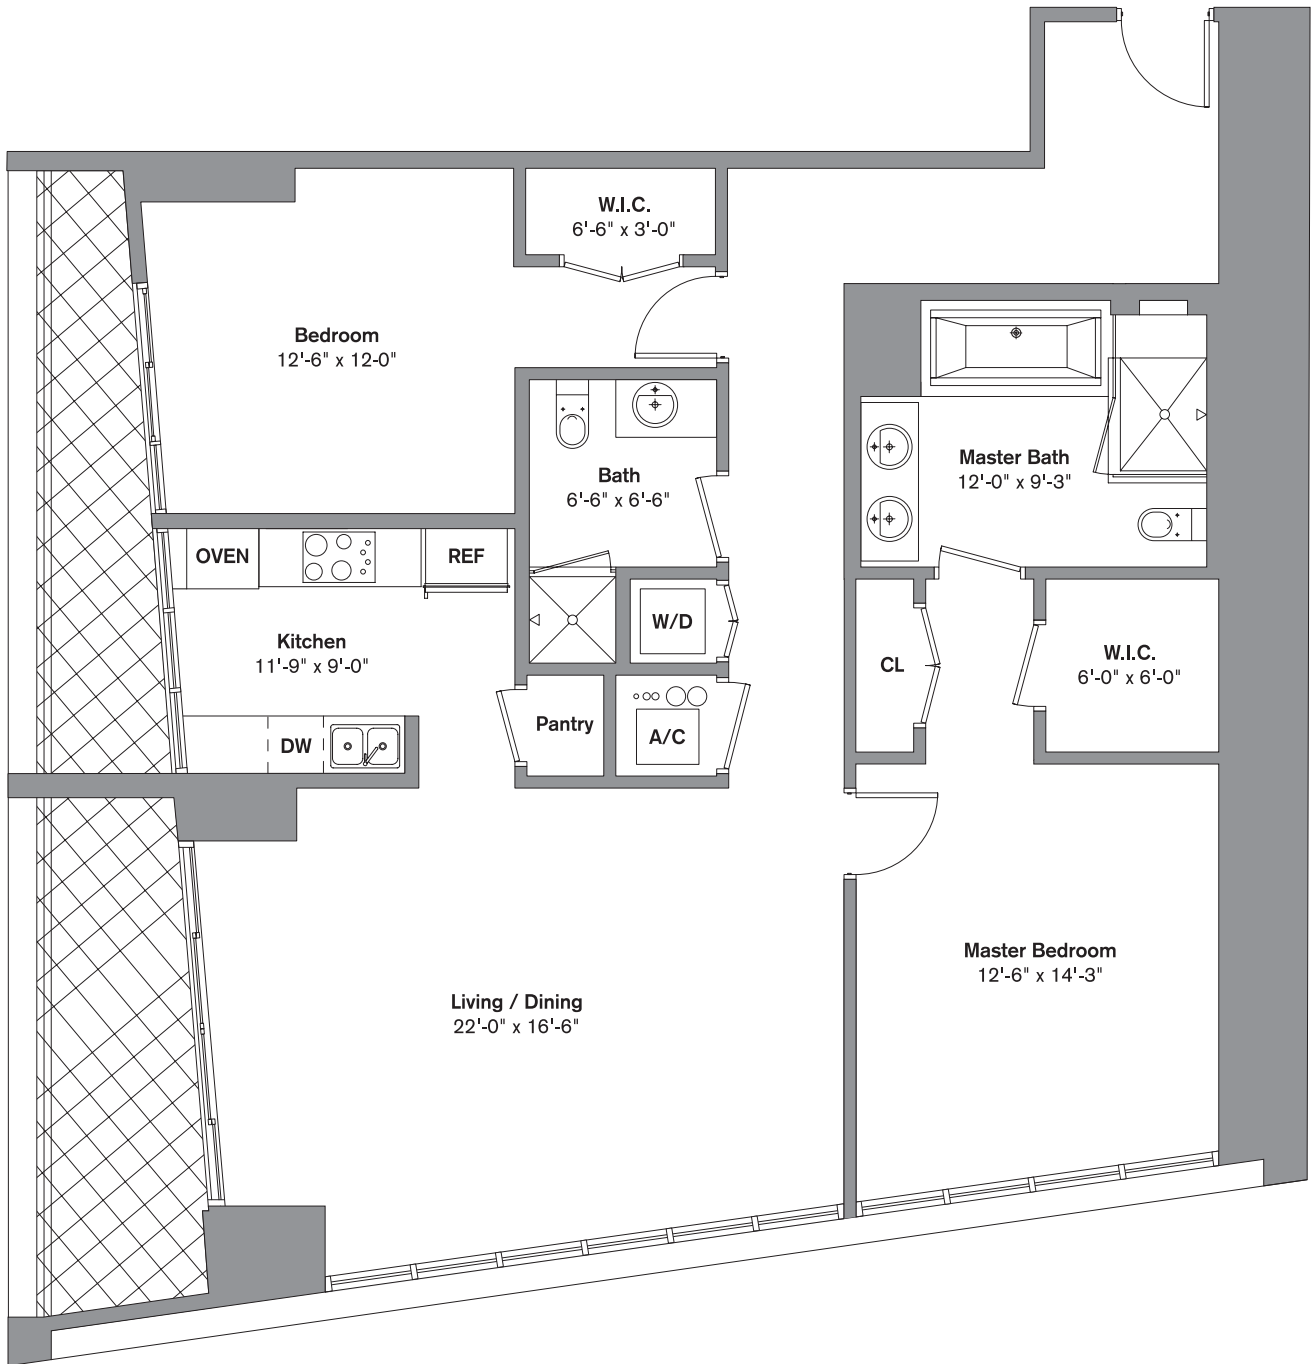 W.I.C.
6'-6" x 3'-0"
Bedroom
12'-6" x 12-0"
Bath
6'-6" x 6'-6"
Master Bath
12'-0" x 9'-3"
OVEN
REF
Kitchen
11'-9" x 9'-0"
W/D
CL
W.I.C.
6'-0" x 6'-0"
DW
Pantry
A/C
Master Bedroom
12'-6" x 14'-3"
Living / Dining
22'-0" x 16'-6"